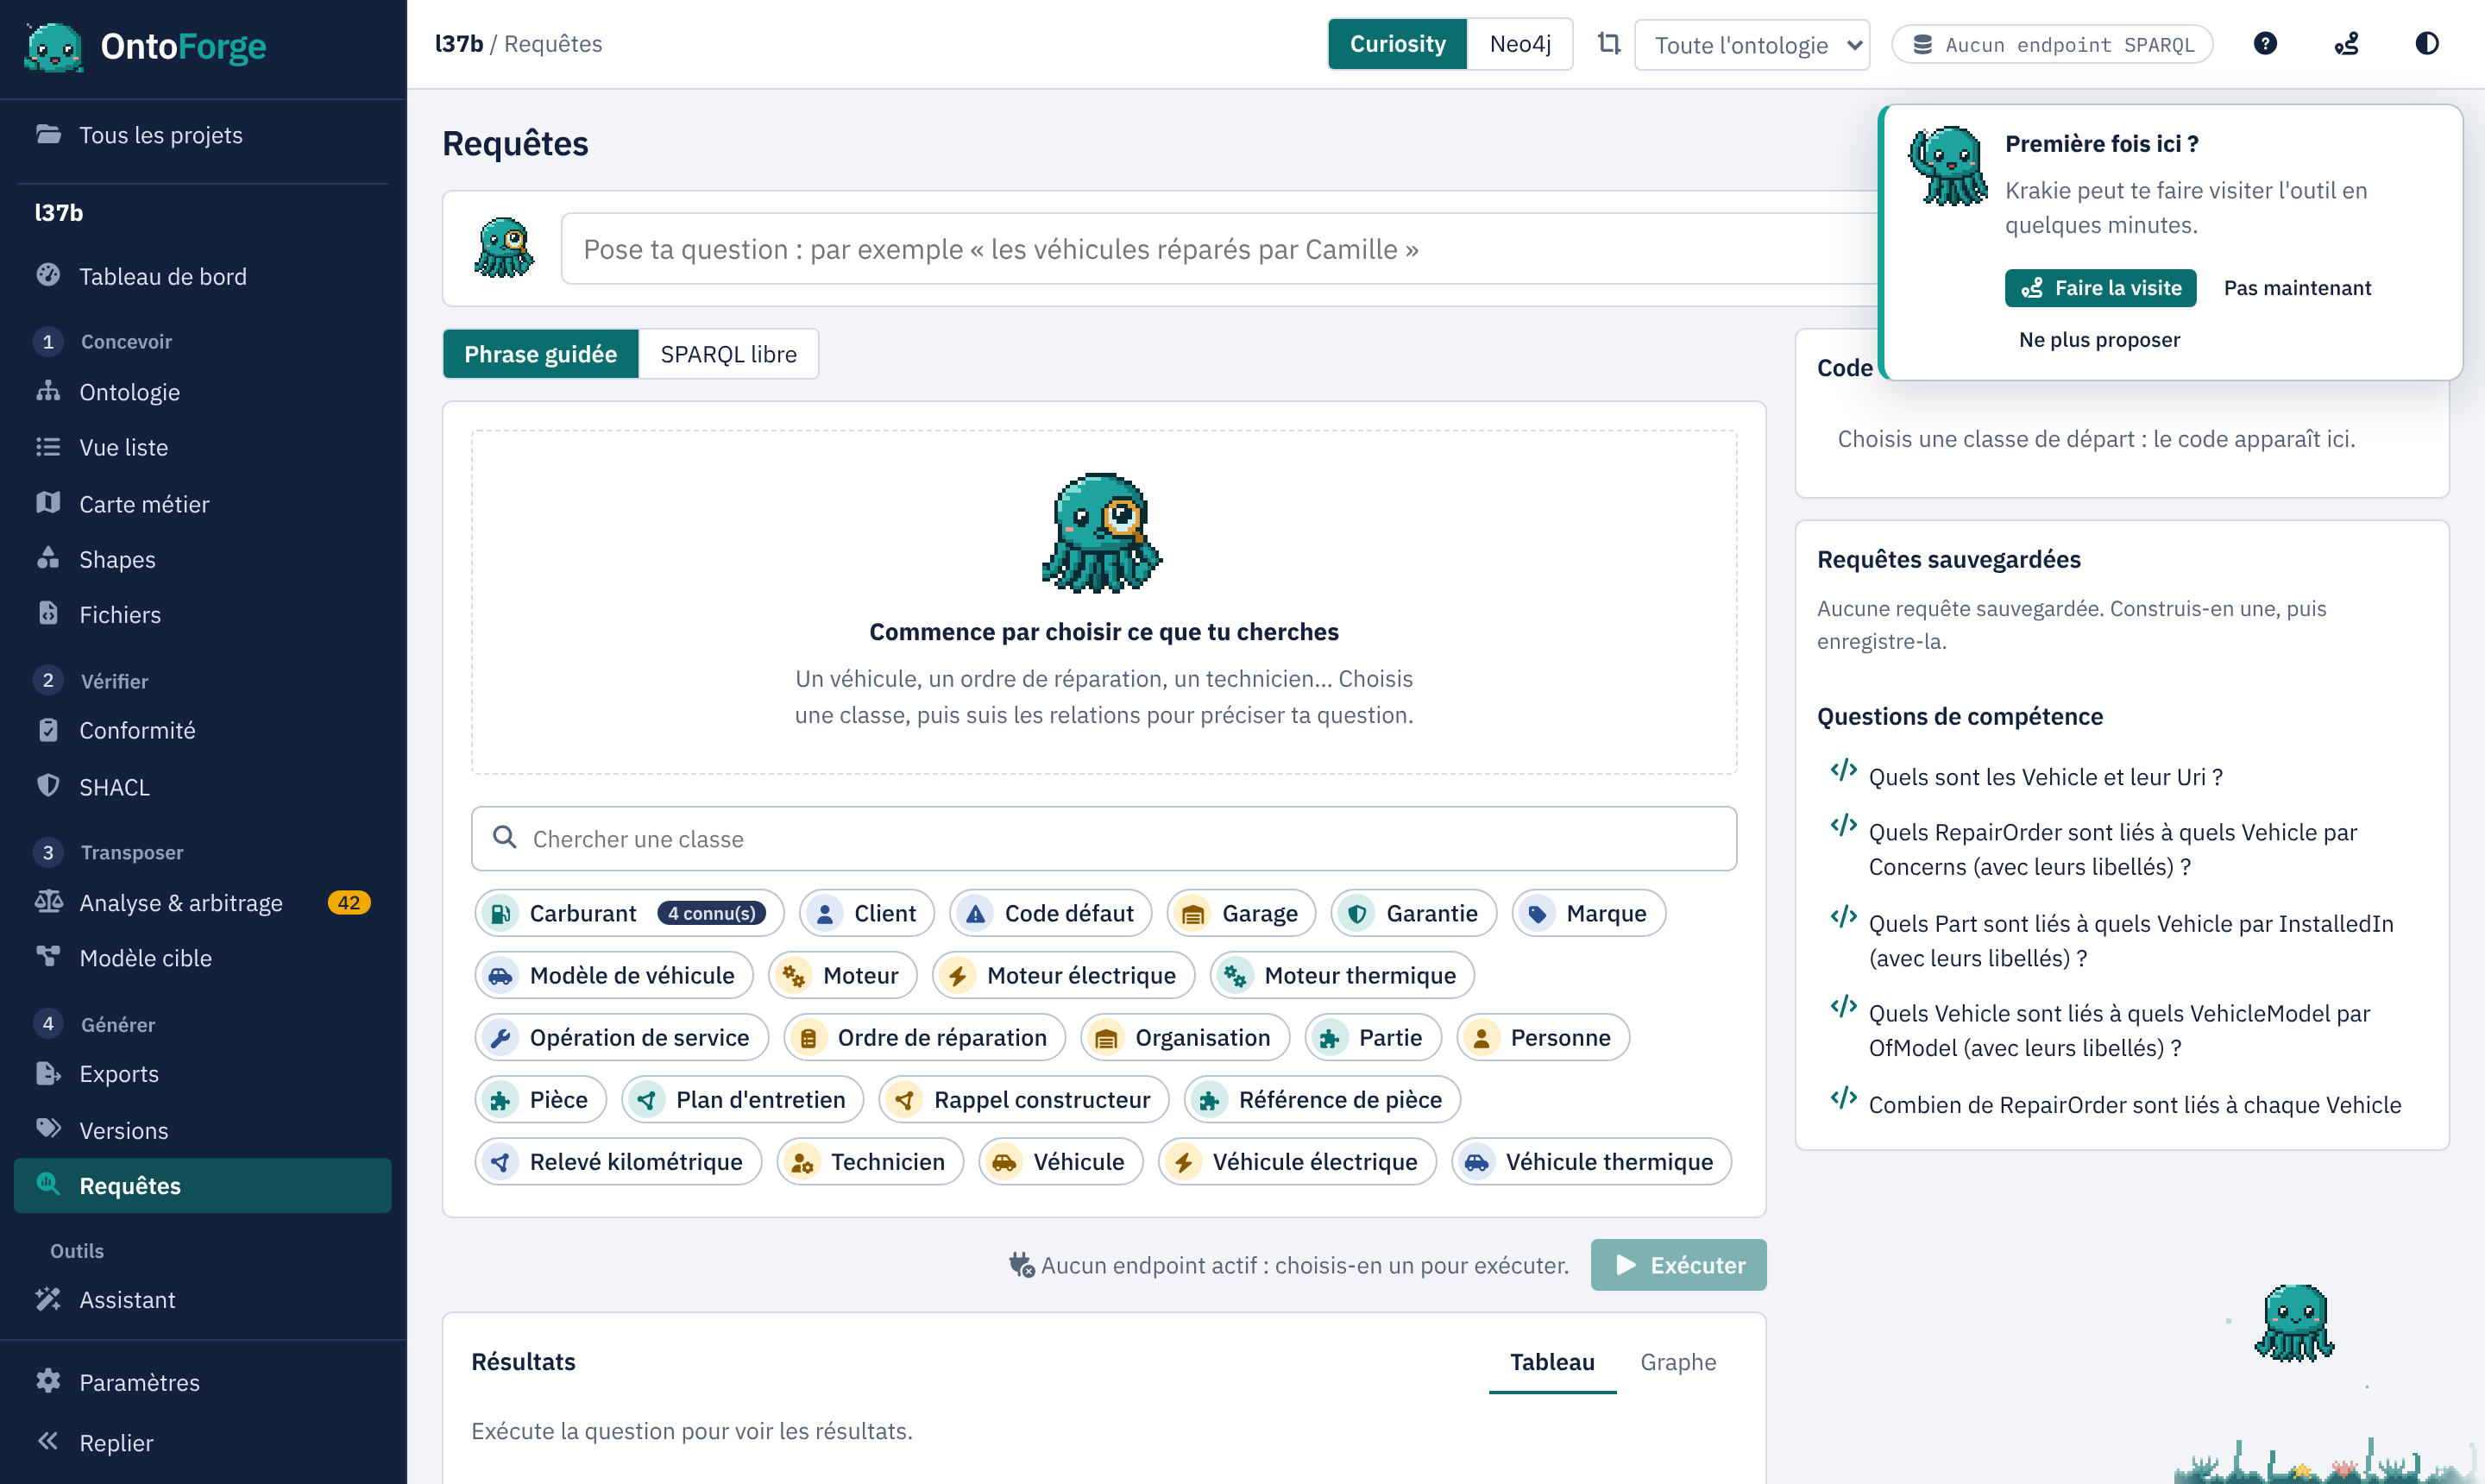 OntoForge
Tous les projets
l37b
Tableau de bord
1 Concevoir
Ontologie
Vue liste
Carte métier
Shapes
Fichiers
2 Vérifier
Conformité
SHACL
3 Transposer
Analyse & arbitrage 42
Modèle cible
4 Générer
Exports
Versions
Requêtes
Outils
Assistant
Paramètres
Replier
l37b / Requêtes
Curiosity Neo4j
Toute l'ontologie
Aucun endpoint SPARQL
Requêtes
Pose ta question : par exemple « les véhicules réparés par Camille »
Première fois ici ?
Krakie peut te faire visiter l'outil en
quelques minutes.
Faire la visite Pas maintenant
Ne plus proposer
Phrase guidée SPARQL libre
Commence par choisir ce que tu cherches
Un véhicule, un ordre de réparation, un technicien... Choisis
une classe, puis suis les relations pour préciser ta question.
Chercher une classe
Carburant 4 connu(s) Client Code défaut Garage Garantie Marque
Modèle de véhicule Moteur Moteur électrique Moteur thermique
Opération de service Ordre de réparation Organisation Partie Personne
Pièce Plan d'entretien Rappel constructeur Référence de pièce
Relevé kilométrique Technicien Véhicule Véhicule électrique Véhicule thermique
Aucun endpoint actif : choisis-en un pour exécuter. Exécuter
Résultats
Tableau Graphe
Exécute la question pour voir les résultats.
Code
Choisis une classe de départ : le code apparaît ici.
Requêtes sauvegardées
Aucune requête sauvegardée. Construis-en une, puis
enregistre-la.
Questions de compétence
Quels sont les Vehicle et leur Uri ?
Quels RepairOrder sont liés à quels Vehicle par
Concerns (avec leurs libellés) ?
Quels Part sont liés à quels Vehicle par InstalledIn
(avec leurs libellés) ?
Quels Vehicle sont liés à quels VehicleModel par
OfModel (avec leurs libellés) ?
Combien de RepairOrder sont liés à chaque Vehicle